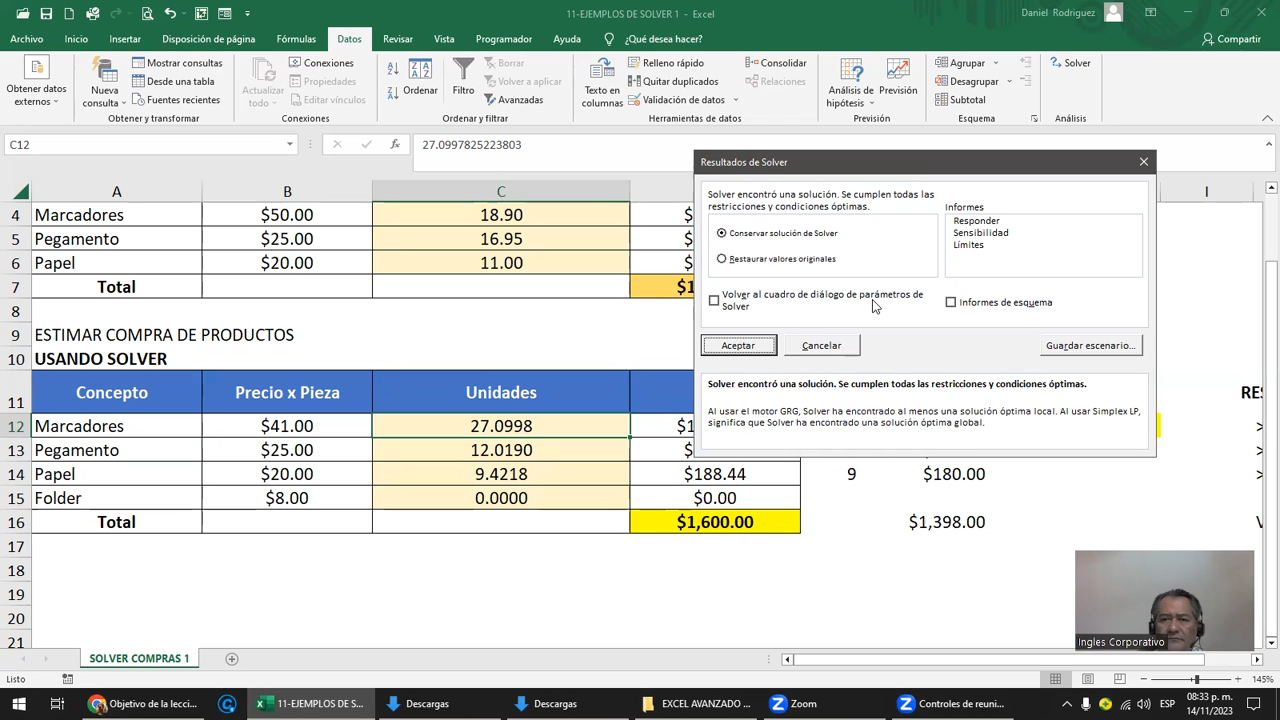 11-EJEMPLOS DE SOLVER 1 - Excel
Daniel Rodriguez
Archivo Inicio Insertar Disposición de página Fórmulas Datos Revisar Vista Programador Ayuda ¿Qué desea hacer? Compartir
Obtener datos externos
Nueva consulta
Mostrar consultas
Desde una tabla
Fuentes recientes
Obtener y transformar
Actualizar todo
Conexiones
Propiedades
Editar vínculos
Conexiones
Ordenar
Filtro
Borrar
Volver a aplicar
Avanzadas
Ordenar y filtrar
Texto en columnas
Relleno rápido
Quitar duplicados
Validación de datos
Consolidar
Relaciones
Herramientas de datos
Análisis de hipótesis
Previsión
Previsión
Agrupar
Desagrupar
Subtotal
Esquema
Solver
Análisis
C12
27.0997825223803
A B C I
4 Marcadores $50.00 18.90
5 Pegamento $25.00 16.95
6 Papel $20.00 11.00
7 Total
8
9 ESTIMAR COMPRA DE PRODUCTOS
10 USANDO SOLVER
11 Concepto Precio x Pieza Unidades
12 Marcadores $41.00 27.0998
13 Pegamento $25.00 12.0190
14 Papel $20.00 9.4218 $188.44 9 $180.00
15 Folder $8.00 0.0000 $0.00
16 Total $1,600.00 $1,398.00
17
18
19
20
21
Resultados de Solver
Solver encontró una solución. Se cumplen todas las
restricciones y condiciones óptimas.
Conservar solución de Solver
Restaurar valores originales
Informes
Responder
Sensibilidad
Límites
Volver al cuadro de diálogo de parámetros de
Solver
Informes de esquema
Aceptar Cancelar Guardar escenario...
Solver encontró una solución. Se cumplen todas las restricciones y condiciones óptimas.
Al usar el motor GRG, Solver ha encontrado al menos una solución óptima local. Al usar Simplex LP,
significa que Solver ha encontrado una solución óptima global.
Ingles Corporativo
SOLVER COMPRAS 1
Listo
145%
Objetivo de la lecci...
11-EJEMPLOS DE S...
Descargas
Descargas
EXCEL AVANZADO ...
Zoom
Controles de reuni...
ESP
08:33 p. m.
14/11/2023